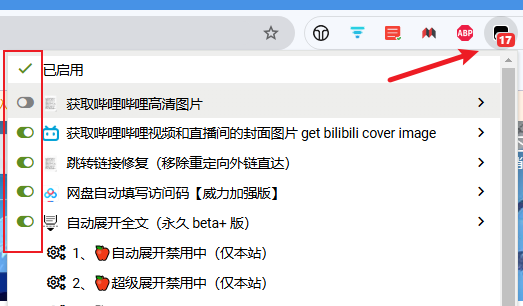 ABP
17
已启用
获取哔哩哔哩高清图片
获取哔哩哔哩视频和直播间的封面图片 get bilibili cover image
跳转链接修复（移除重定向外链直达）
网盘自动填写访问码【威力加强版】
自动展开全文（永久 beta+ 版）
1、🍎自动展开禁用中（仅本站）
2、🍎超级展开禁用中（仅本站）